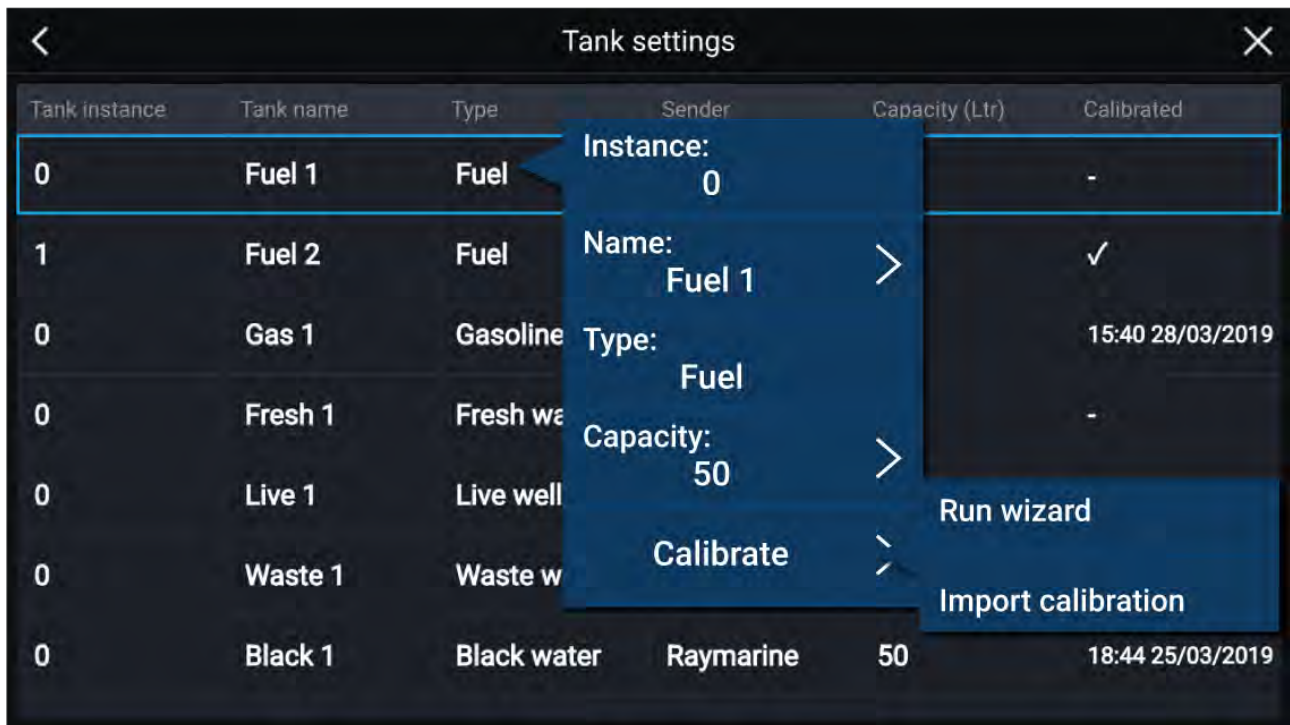 Tank settings
Tank instance Tank name Type Sender Capacity (Ltr) Calibrated
0 Fuel 1 Fuel -
1 Fuel 2 Fuel ✓
0 Gas 1 Gasoline 15:40 28/03/2019
0 Fresh 1 Fresh wa -
0 Live 1 Live well
0 Waste 1 Waste w
0 Black 1 Black water Raymarine 50 18:44 25/03/2019
Instance:
0
Name:
Fuel 1
Type:
Fuel
Capacity:
50
Calibrate
Run wizard
Import calibration